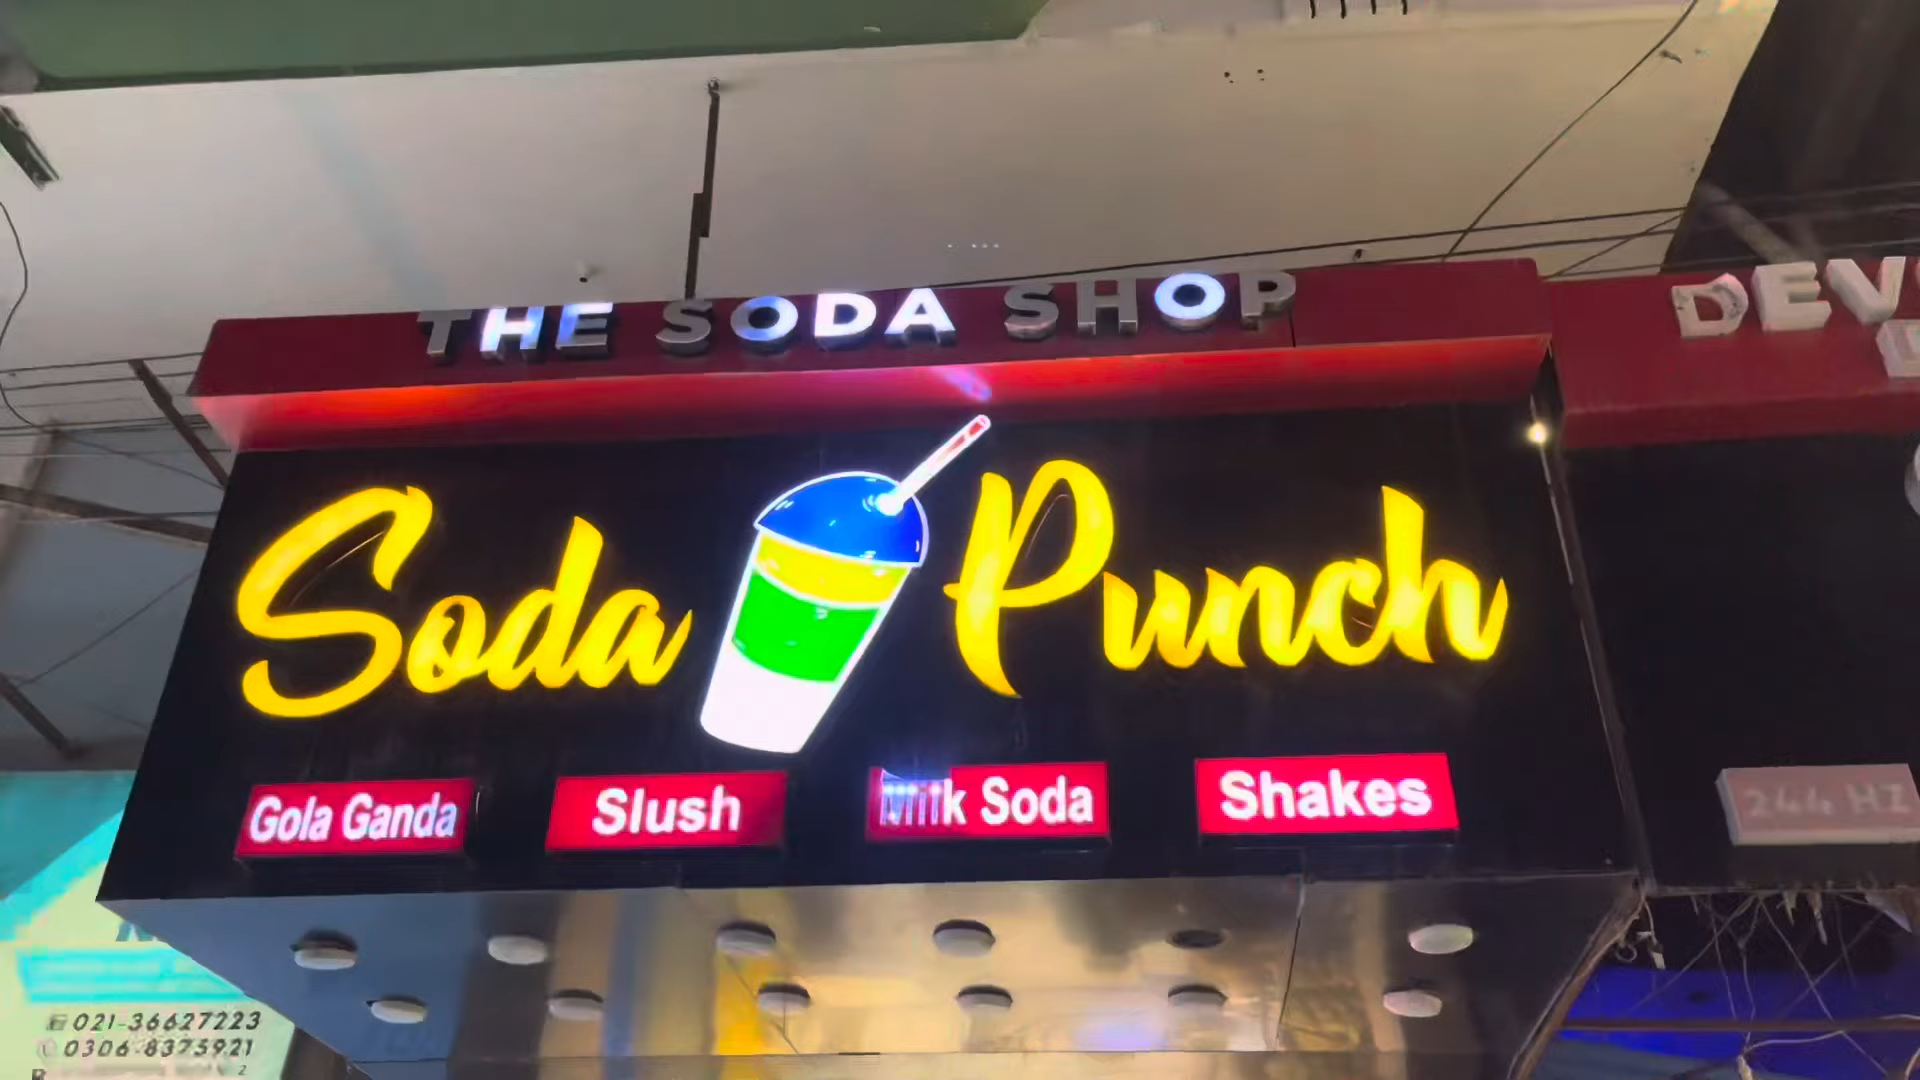 THE SODA SHOP
Soda Punch
Gola Ganda
Slush
Milk Soda
Shakes
021-36627223
0306-8375921